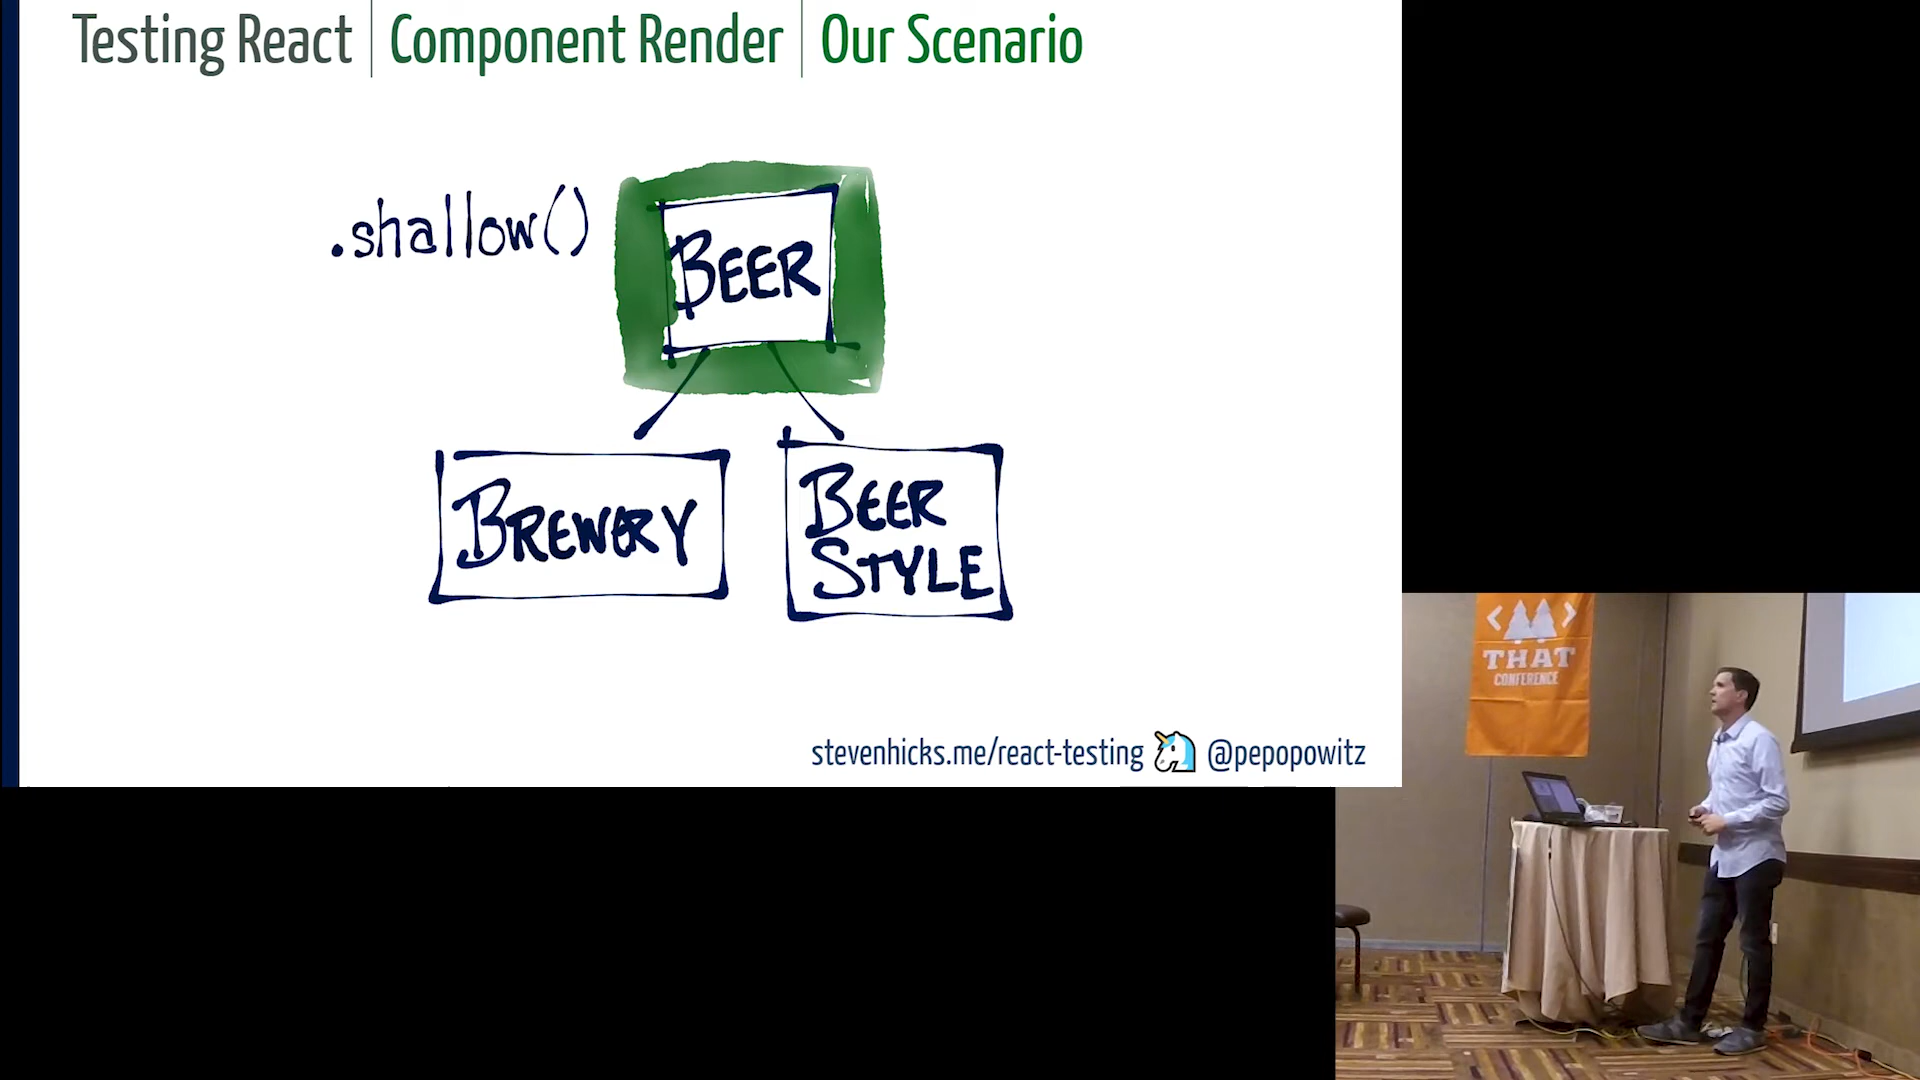 Testing React | Component Render | Our Scenario
.shallow()
BEER
BREWERY
BEER
STYLE
stevenhicks.me/react-testing @pepopowitz
< >
THAT
CONFERENCE